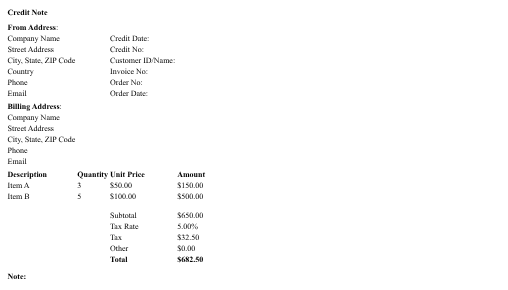 Credit Note
From Address:
Company Name Credit Date:
Street Address Credit No:
City, State, ZIP Code Customer ID/Name:
Country Invoice No:
Phone Order No:
Email Order Date:
Billing Address:
Company Name
Street Address
City, State, ZIP Code
Phone
Email
Description Quantity Unit Price Amount
Item A 3 $50.00 $150.00
Item B 5 $100.00 $500.00
Subtotal $650.00
Tax Rate 5.00%
Tax $32.50
Other $0.00
Total $682.50
Note: